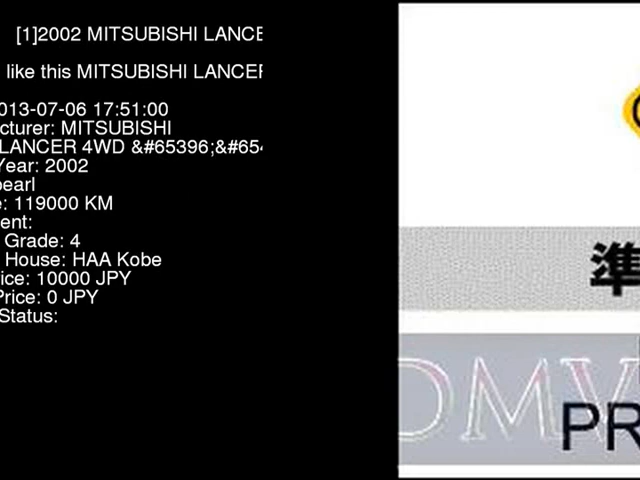 [1]2002 MITSUBISHI LANCE
like this MITSUBISHI LANCER
013-07-06 17:51:00
cturer: MITSUBISHI
LANCER 4WD &#65396;&#654
Year: 2002
pearl
e: 119000 KM
ent:
Grade: 4
House: HAA Kobe
ice: 10000 JPY
Price: 0 JPY
Status:
準
DMV
PR